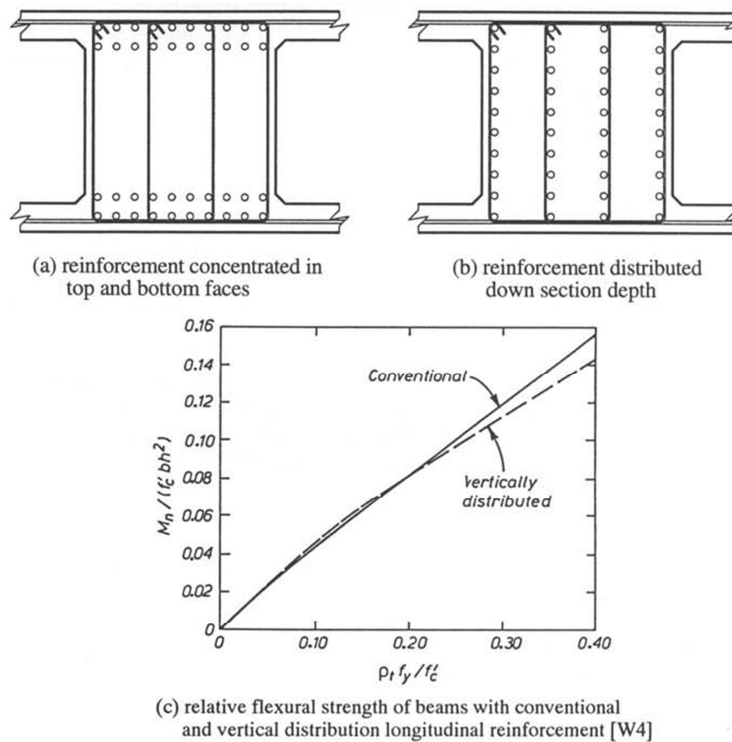 (a) reinforcement concentrated in
top and bottom faces
(b) reinforcement distributed
down section depth
0.16
0.14
0.12
0.10
0.08
0.06
0.04
0.02
0
Mn/(f'c bh²)
Conventional
Vertically
distributed
0
0.10
0.20
0.30
0.40
ρt fy/f'c
(c) relative flexural strength of beams with conventional
and vertical distribution longitudinal reinforcement [W4]